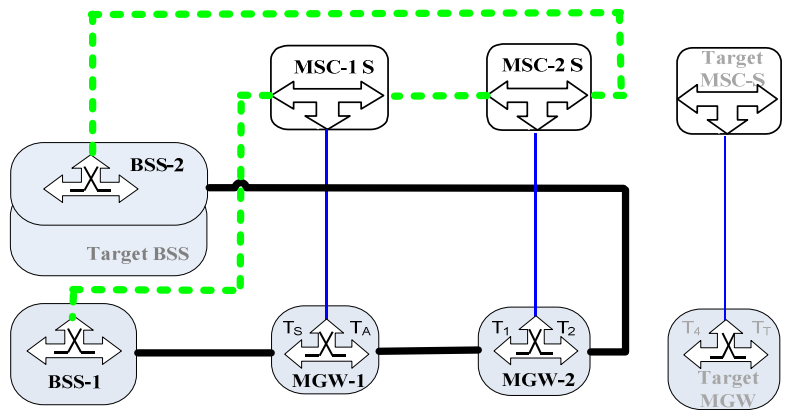 MSC-1 S
MSC-2 S
Target
MSC-S
BSS-2
Target BSS
BSS-1
TS
TA
MGW-1
T1
T2
MGW-2
T4
TT
Target
MGW